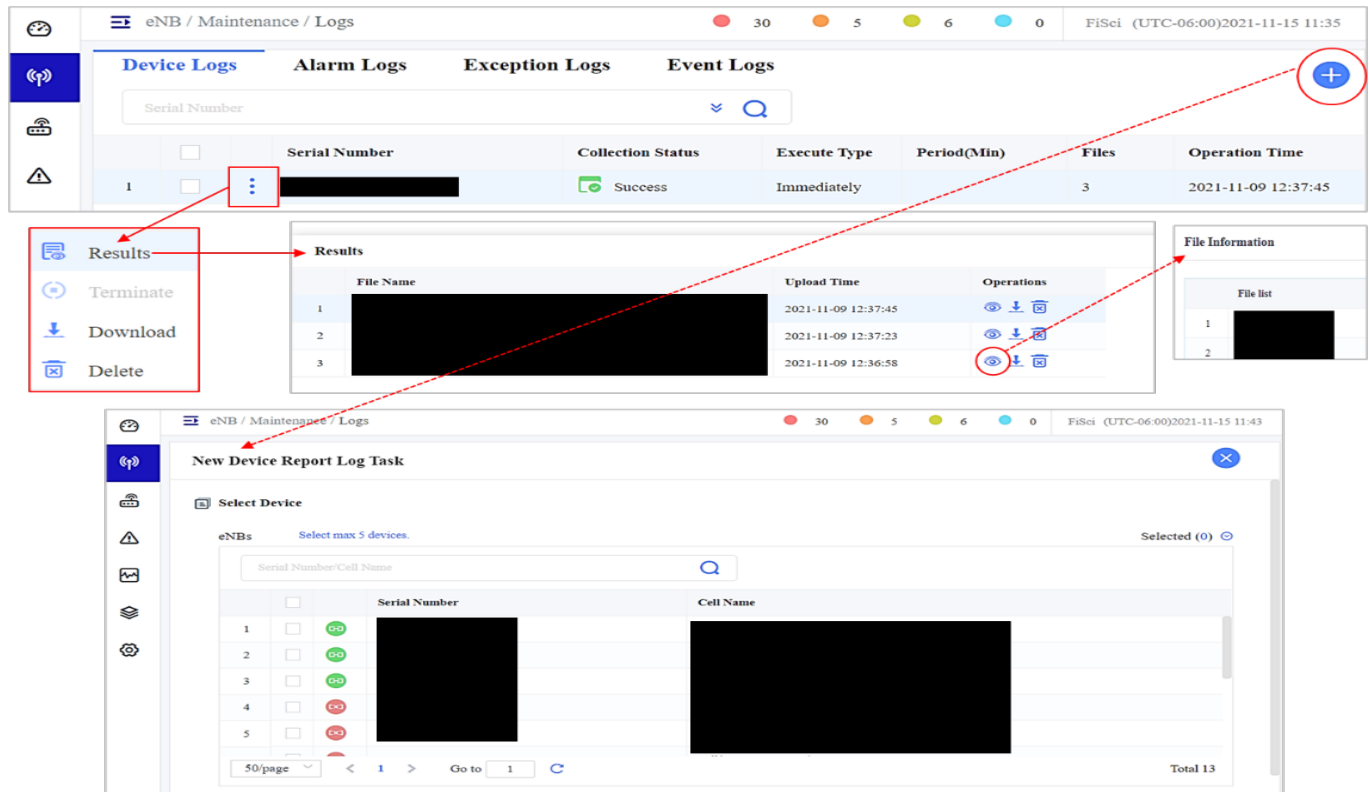 eNB / Maintenance / Logs 30 5 6 0 FiSci (UTC-06:00)2021-11-15 11:35
Device Logs Alarm Logs Exception Logs Event Logs
Serial Number
Serial Number Collection Status Execute Type Period(Min) Files Operation Time
1 Success Immediately 3 2021-11-09 12:37:45
Results
Terminate
Download
Delete
Results
File Name Upload Time Operations
1 2021-11-09 12:37:45
2 2021-11-09 12:37:23
3 2021-11-09 12:36:58
File Information
File list
1
2
eNB / Maintenance / Logs 30 5 6 0 FiSci (UTC-06:00)2021-11-15 11:43
New Device Report Log Task
Select Device
eNBs Select max 5 devices. Selected (0)
Serial Number/Cell Name
Serial Number Cell Name
1
2
3
4
5
50/page < 1 > Go to 1 Total 13